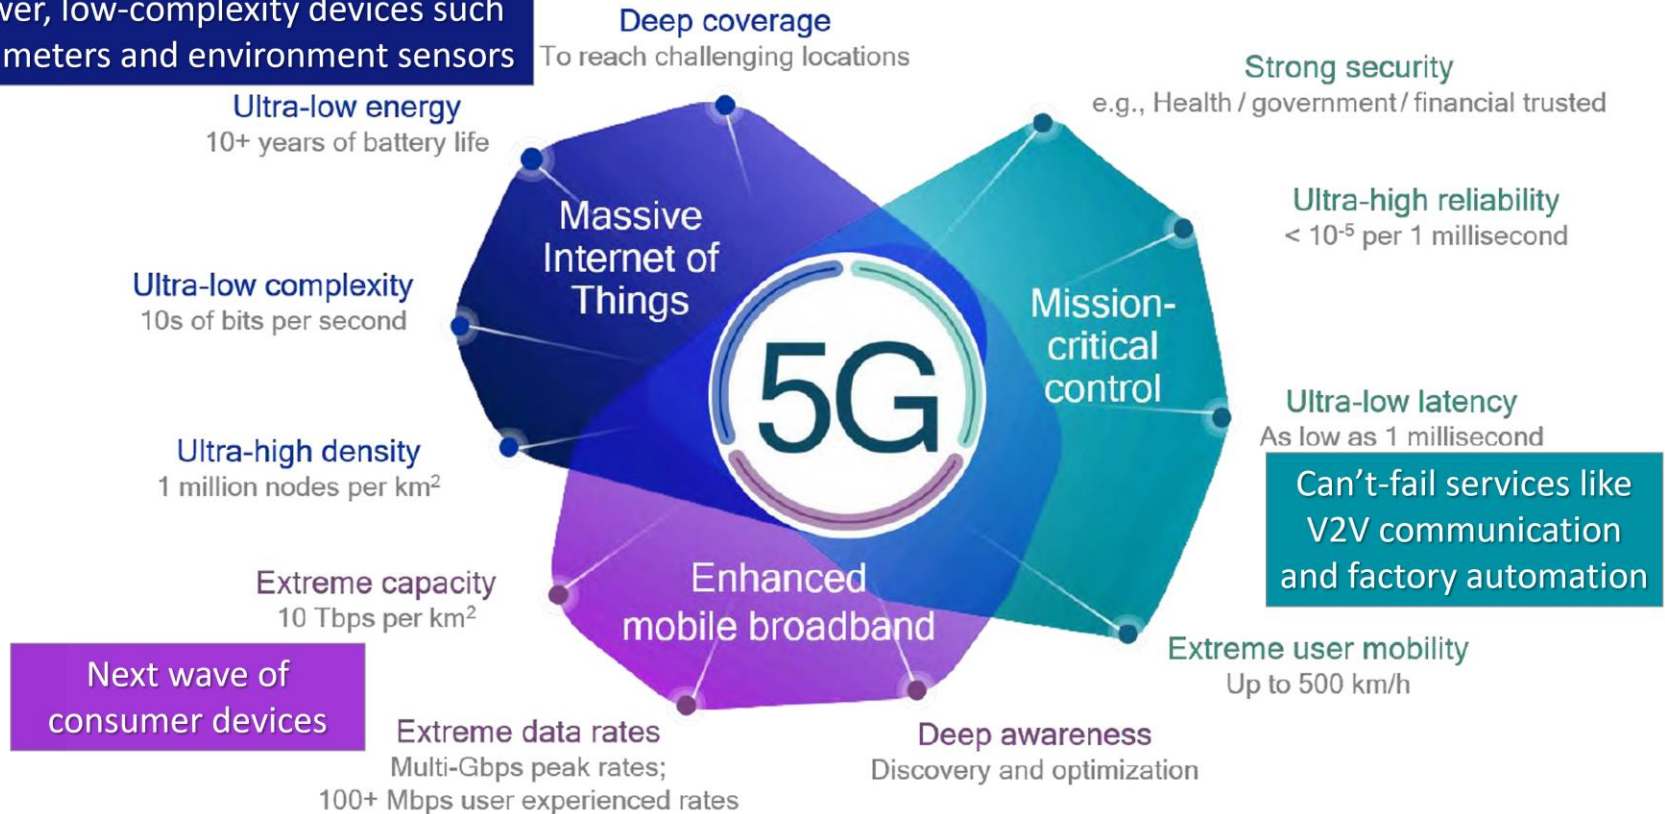 low-complexity devices such
meters and environment sensors
Deep coverage
To reach challenging locations
Strong security
e.g., Health / government / financial trusted
Ultra-low energy
10+ years of battery life
Ultra-high reliability
< 10⁻⁵ per 1 millisecond
Massive
Internet of
Things
Ultra-low complexity
10s of bits per second
5G
Mission-
critical
control
Ultra-low latency
As low as 1 millisecond
Ultra-high density
1 million nodes per km²
Can't-fail services like
V2V communication
and factory automation
Extreme capacity
10 Tbps per km²
Enhanced
mobile broadband
Extreme user mobility
Up to 500 km/h
Next wave of
consumer devices
Extreme data rates
Multi-Gbps peak rates;
100+ Mbps user experienced rates
Deep awareness
Discovery and optimization